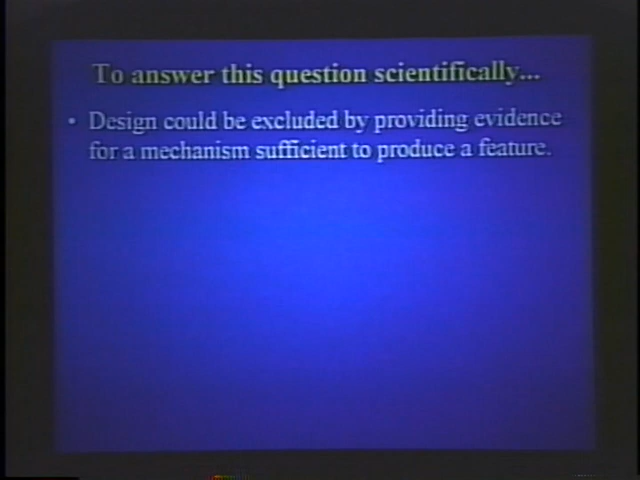 To answer this question scientifically...
• Design could be excluded by providing evidence
for a mechanism sufficient to produce a feature.